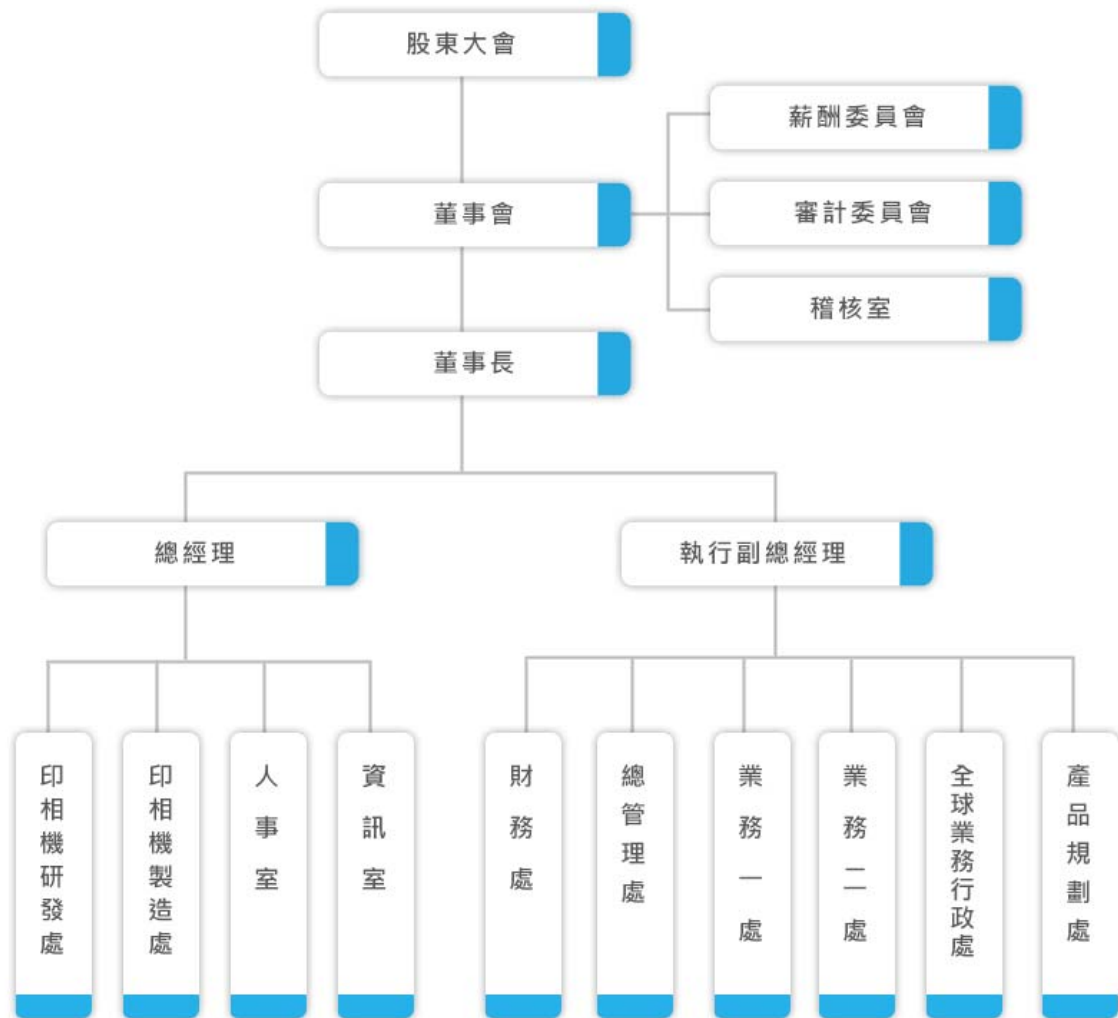 股東大會
薪酬委員會
董事會
審計委員會
稽核室
董事長
總經理
執行副總經理
印相機研發處
印相機製造處
人事室
資訊室
財務處
總管理處
業務一處
業務二處
全球業務行政處
產品規劃處